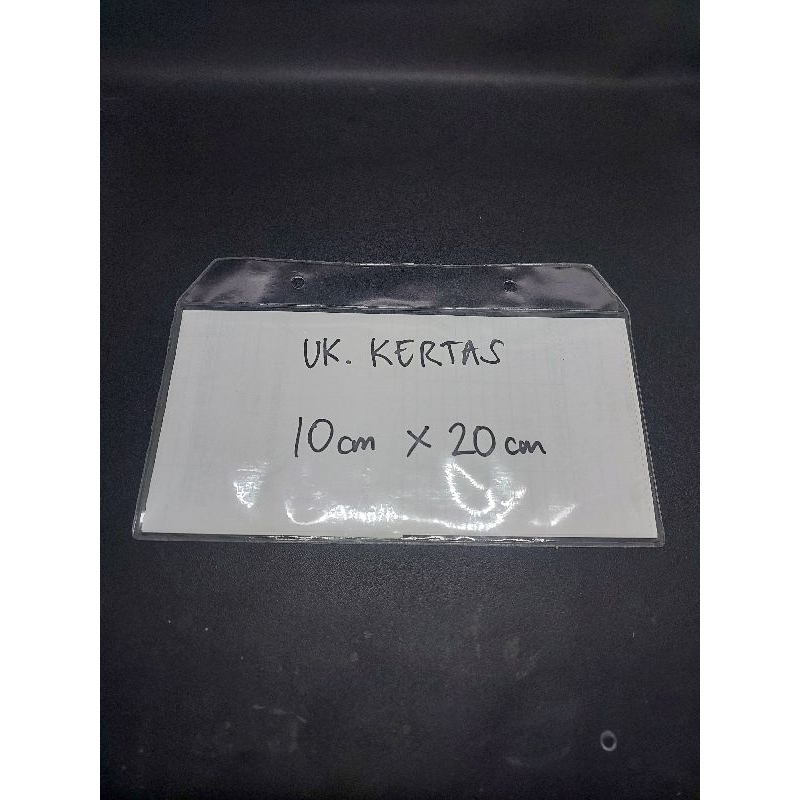 UK. KERTAS
10cm X 20cm